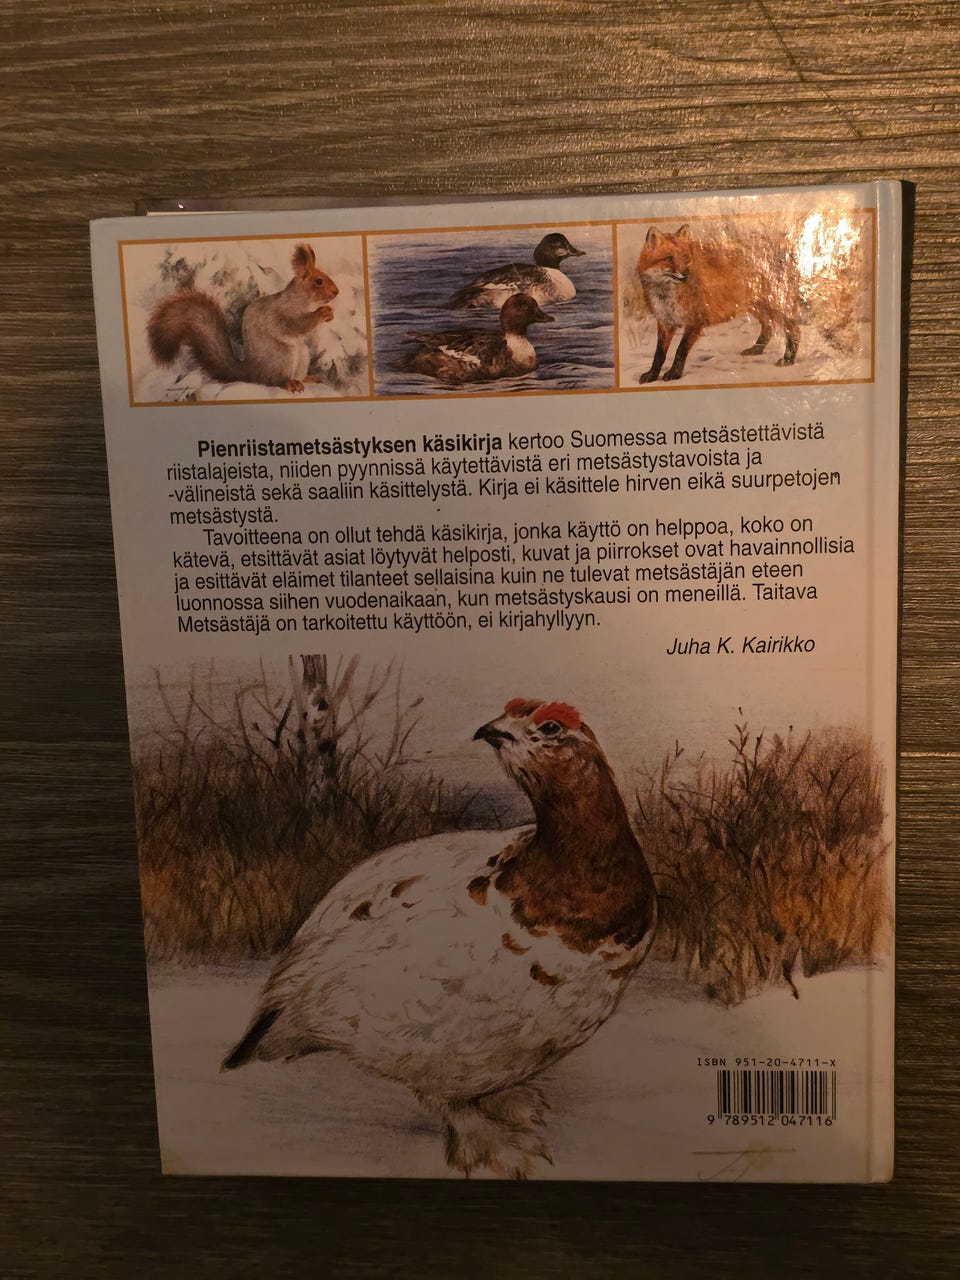 Pienriistametsästyksen käsikirja kertoo Suomessa metsästettävistä
riistalajeista, niiden pyynnissä käytettävistä eri metsästystavoista ja
-välineistä sekä saaliin käsittelystä. Kirja ei käsittele hirven eikä suurpetojen
metsästystä.
Tavoitteena on ollut tehdä käsikirja, jonka käyttö on helppoa, koko on
kätevä, etsittävät asiat löytyvät helposti, kuvat ja piirrokset ovat havainnollisia
ja esittävät eläimet tilanteet sellaisina kuin ne tulevat metsästäjän eteen
luonnossa siihen vuodenaikaan, kun metsästyskausi on meneillä. Taitava
Metsästäjä on tarkoitettu käyttöön, ei kirjahyllyyn.
Juha K. Kairikko
ISBN 951-20-4711-X
9 789512 047116